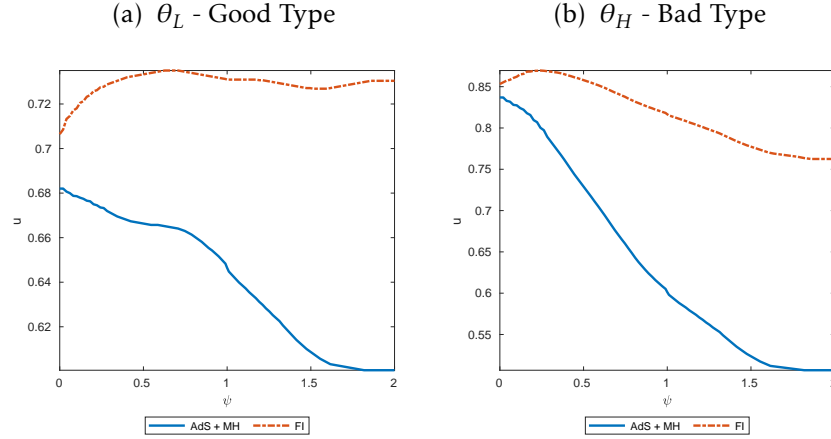 (a) θ_L - Good Type
0.72
0.7
0.68
0.66
0.64
0.62
u
0
0.5
1
1.5
2
ψ
AdS + MH
FI
(b) θ_H - Bad Type
0.85
0.8
0.75
0.7
0.65
0.6
0.55
u
0
0.5
1
1.5
2
ψ
AdS + MH
FI